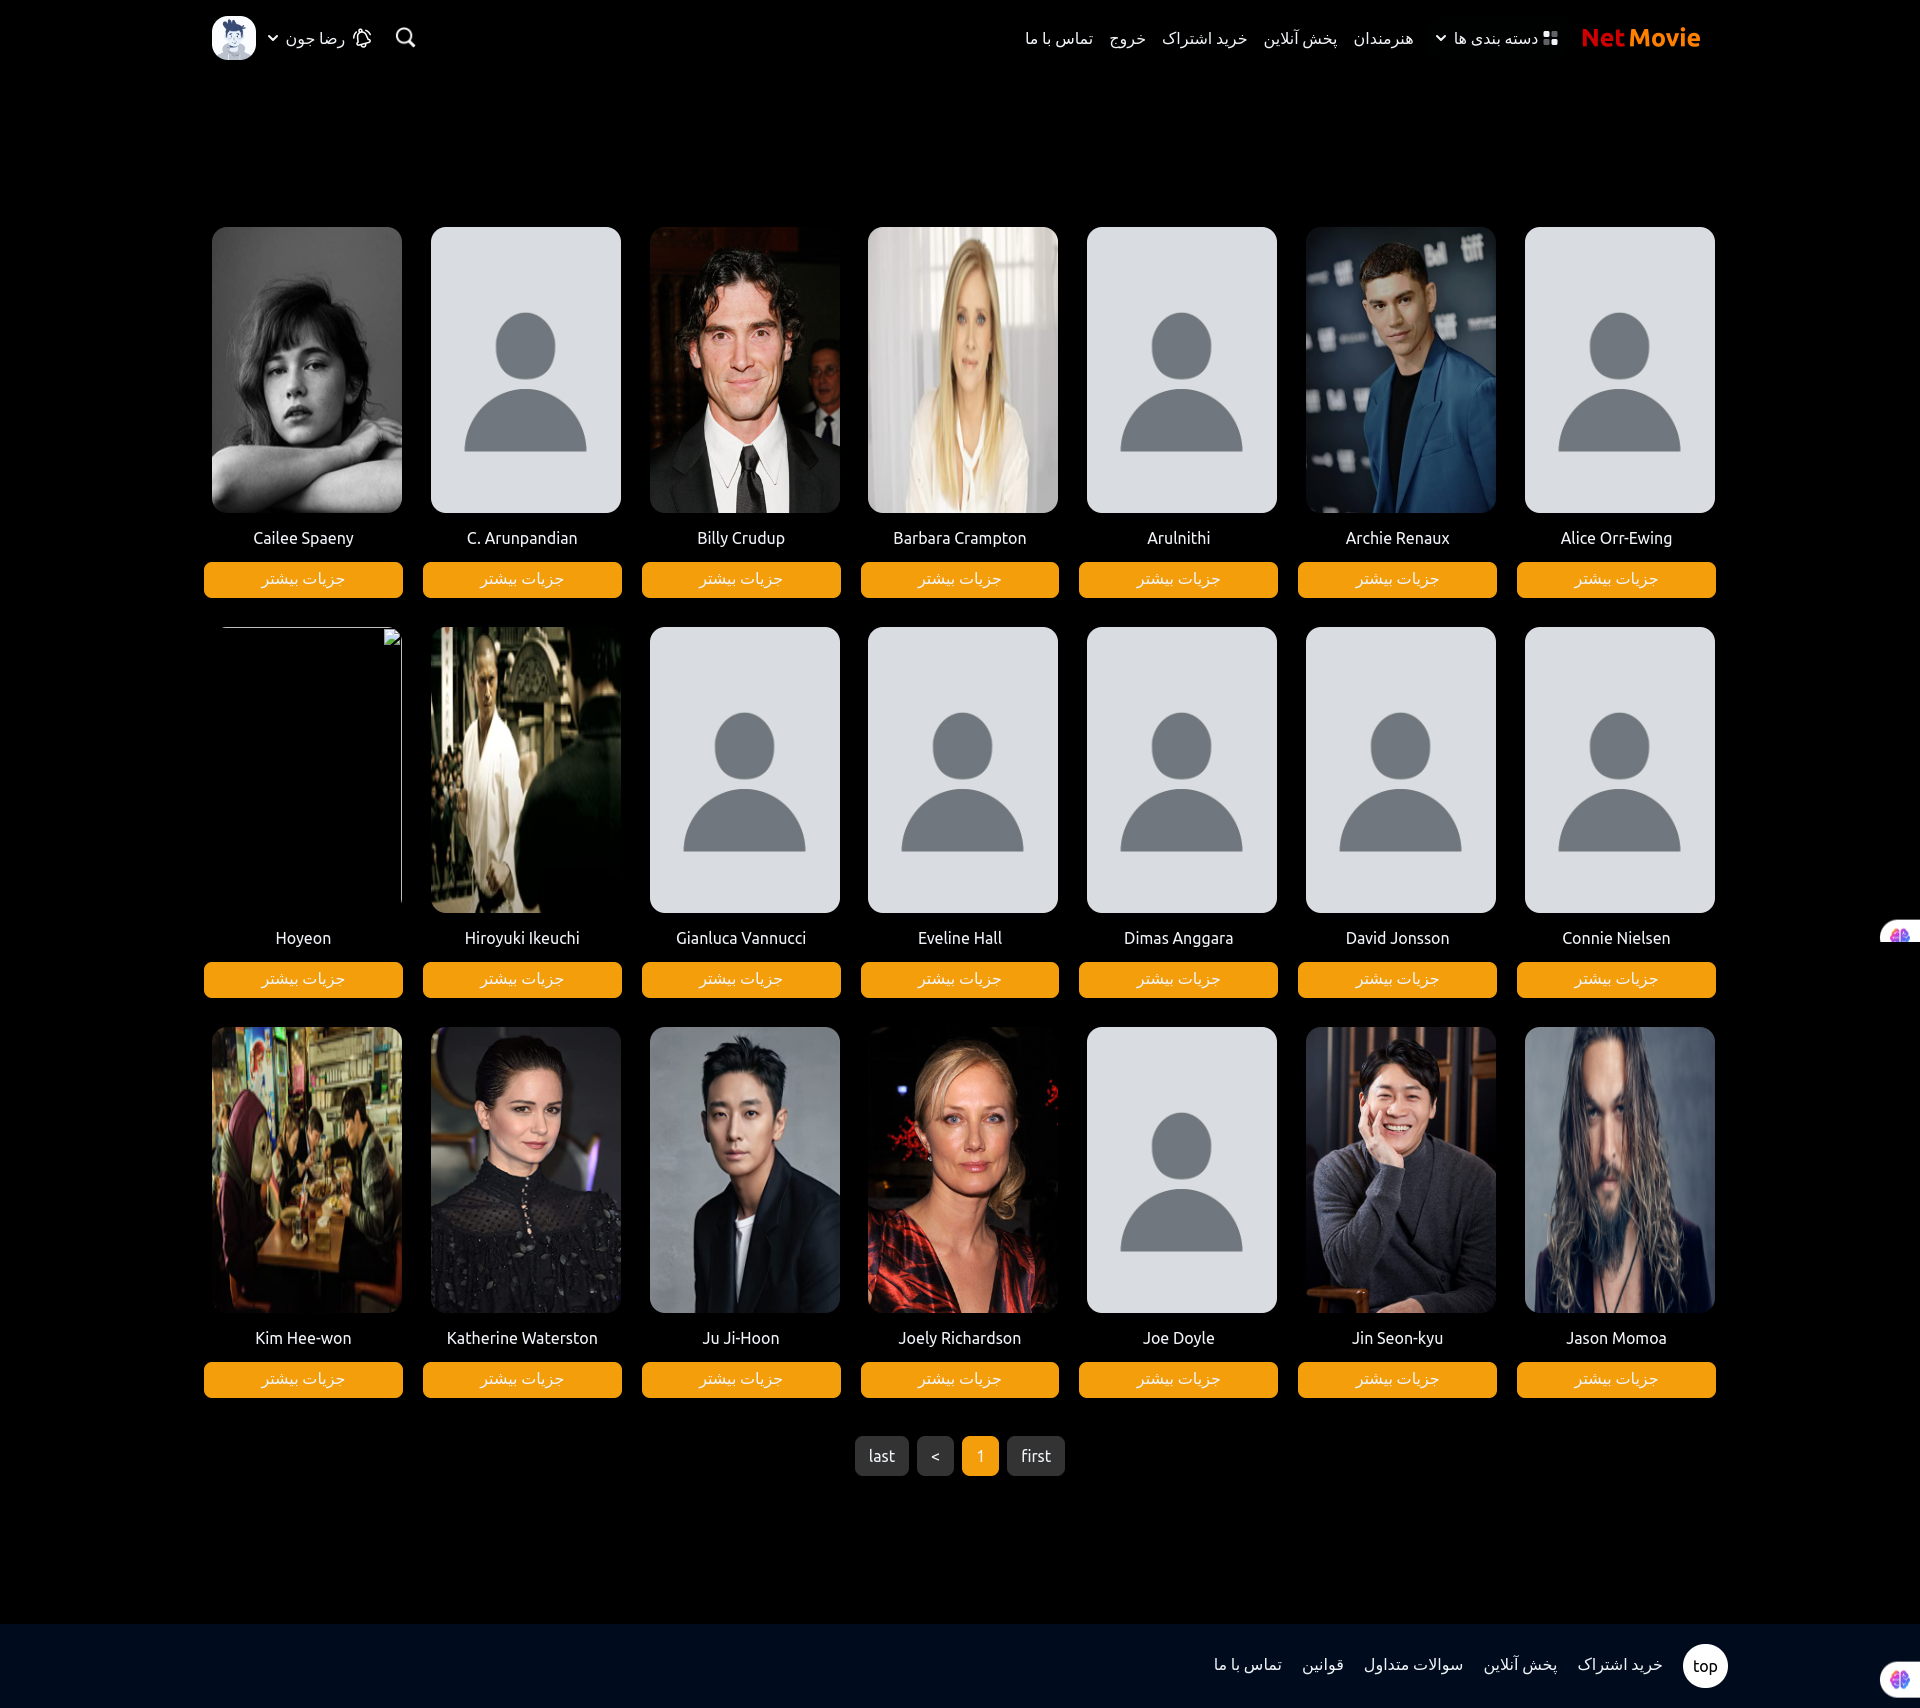 Net Movie
دسته بندی ها
هنرمندان
پخش آنلاین
خرید اشتراک
خروج
تماس با ما
رضا جون
Alice Orr-Ewing
Archie Renaux
Arulnithi
Barbara Crampton
Billy Crudup
C. Arunpandian
Cailee Spaeny
جزیات بیشتر
جزیات بیشتر
جزیات بیشتر
جزیات بیشتر
جزیات بیشتر
جزیات بیشتر
جزیات بیشتر
Connie Nielsen
David Jonsson
Dimas Anggara
Eveline Hall
Gianluca Vannucci
Hiroyuki Ikeuchi
Hoyeon
جزیات بیشتر
جزیات بیشتر
جزیات بیشتر
جزیات بیشتر
جزیات بیشتر
جزیات بیشتر
جزیات بیشتر
Jason Momoa
Jin Seon-kyu
Joe Doyle
Joely Richardson
Ju Ji-Hoon
Katherine Waterston
Kim Hee-won
جزیات بیشتر
جزیات بیشتر
جزیات بیشتر
جزیات بیشتر
جزیات بیشتر
جزیات بیشتر
جزیات بیشتر
first
1
<
last
top
خرید اشتراک
پخش آنلاین
سوالات متداول
قوانین
تماس با ما